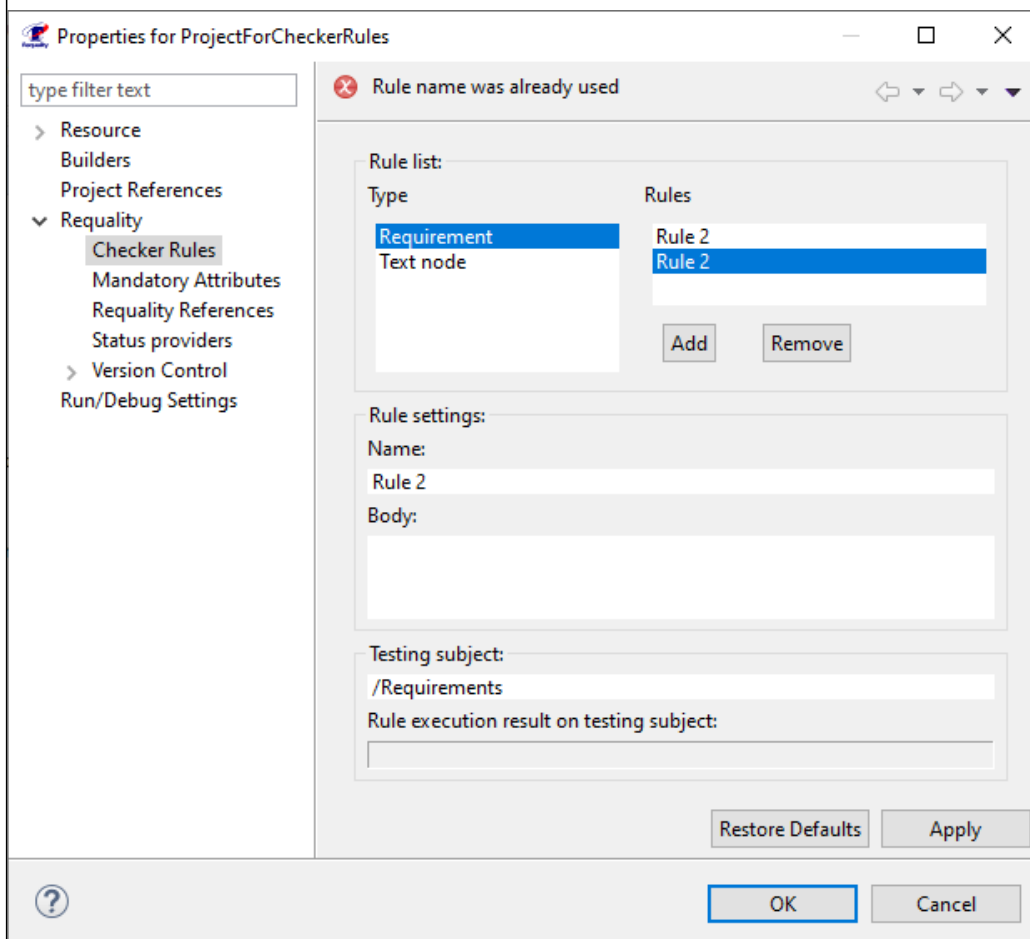 Properties for ProjectForCheckerRules
type filter text
Resource
Builders
Project References
Requality
Checker Rules
Mandatory Attributes
Requality References
Status providers
Version Control
Run/Debug Settings
Rule name was already used
Rule list:
Type
Rules
Requirement
Text node
Rule 2
Rule 2
Add
Remove
Rule settings:
Name:
Rule 2
Body:
Testing subject:
/Requirements
Rule execution result on testing subject:
Restore Defaults
Apply
?
OK
Cancel